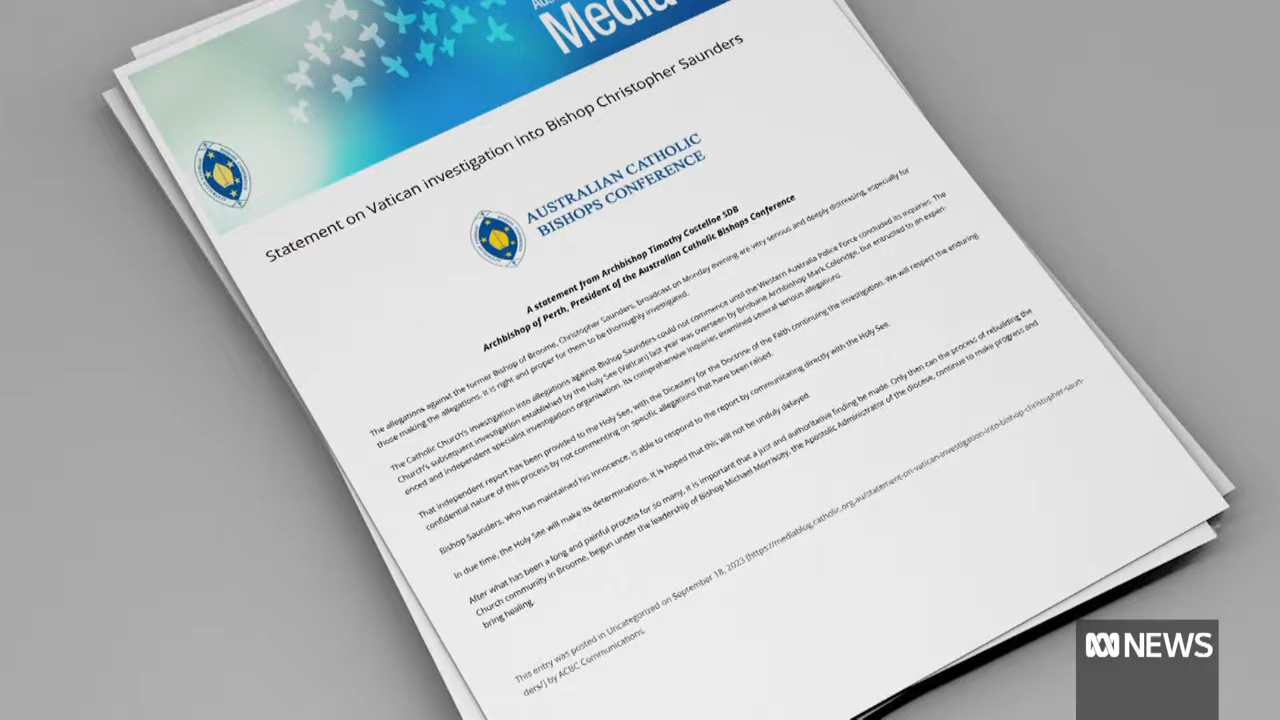 Media
Statement on Vatican investigation into Bishop Christopher Saunders
AUSTRALIAN CATHOLIC
BISHOPS CONFERENCE
A statement from Archbishop Timothy Costelloe SDB
Archbishop of Perth, President of the Australian Catholic Bishops Conference
The allegations against the former Bishop of Broome, Christopher Saunders, broadcast on Monday evening are very serious and deeply distressing, especially for
those making the allegations. It is right and proper for them to be thoroughly investigated.
The Catholic Church's investigation into allegations against Bishop Saunders could not commence until the Western Australia Police Force concluded its inquiries. The
Church's subsequent investigation established by the Holy See (Vatican) last year was overseen by Brisbane Archbishop Mark Coleridge, but entrusted to an experi-
enced and independent specialist investigations organisation. Its comprehensive inquiries examined several serious allegations.
That independent report has been provided to the Holy See, with the Dicastery for the Doctrine of the Faith continuing the investigation. We will respect the enduring
confidential nature of this process by not commenting on specific allegations that have been raised.
Bishop Saunders, who has maintained his innocence, is able to respond to the report by communicating directly with the Holy See.
In due time, the Holy See will make its determinations. It is hoped that this will not be unduly delayed.
After what has been a long and painful process for so many, it is important that a just and authoritative finding be made. Only then can the process of rebuilding the
Church community in Broome, begun under the leadership of Bishop Michael Morrissey, the Apostolic Administrator of the diocese, continue to make progress and
bring healing.
This entry was posted in Uncategorized on September 18, 2023 [https://mediablog.catholic.org.au/statement-on-vatican-investigation-into-bishop-christopher-saun-
ders/] by ACBC Communications.
NEWS